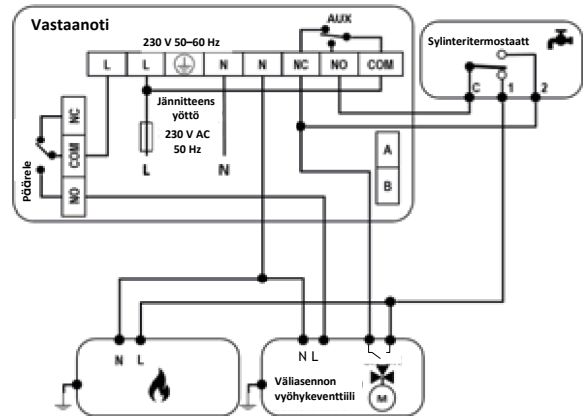 Vastaanoti
230 V 50–60 Hz
AUX
L L N N NC NO COM
Sylinteritermostaatt
C 1 2
Jännitteens
yöttö
230 V AC
50 Hz
L N
Päärele
NC
COM
NO
A
B
N L
N L
Väliasennon
vyöhykeventtiili
M